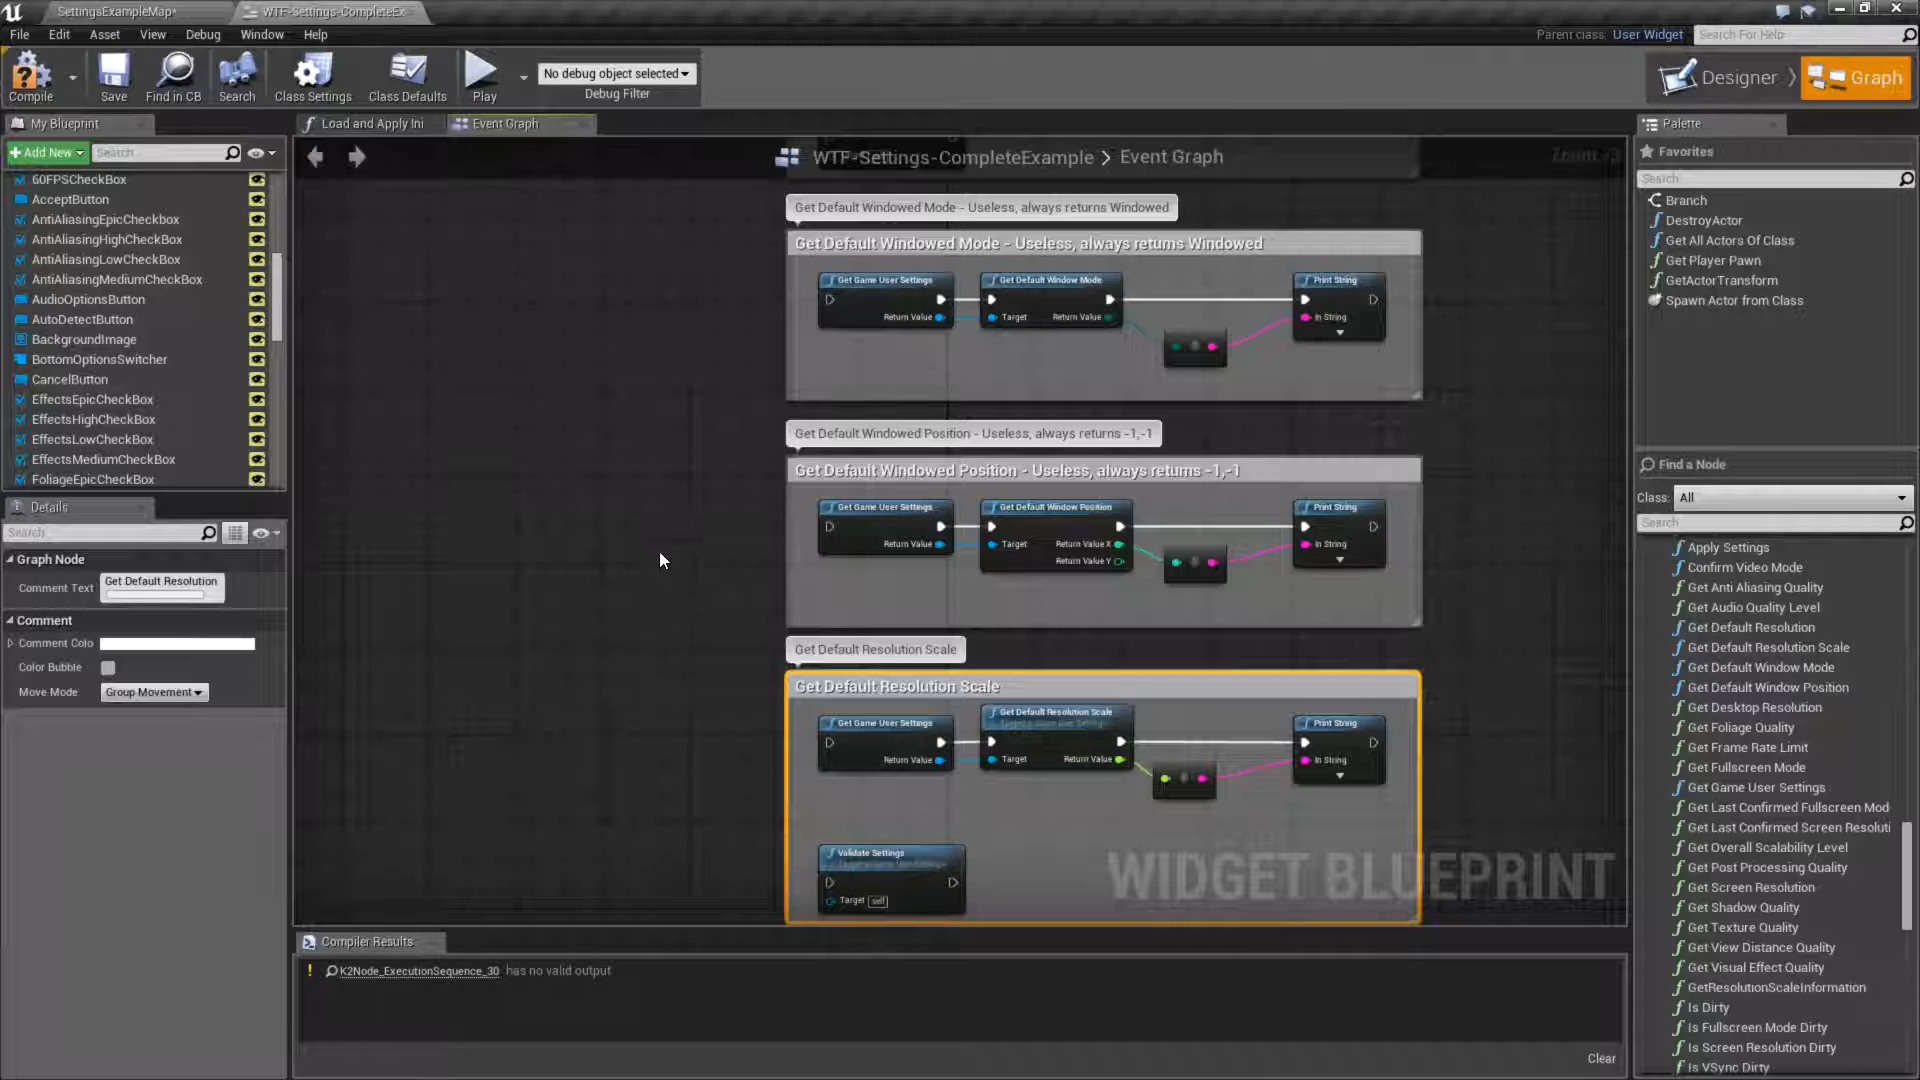 SettingsExampleMap*
WTF-Settings-CompleteEx
File Edit Asset View Debug Window Help
Parent class: User Widget
Search For Help
Compile
Save
Find in CB
Search
Class Settings
Class Defaults
Play
No debug object selected
Debug Filter
Designer
Graph
My Blueprint
Load and Apply Ini
Event Graph
Palette
+Add New
Search
WTF-Settings-CompleteExample > Event Graph
Favorites
Search
60FPSCheckBox
AcceptButton
AntiAliasingEpicCheckbox
AntiAliasingHighCheckBox
AntiAliasingLowCheckBox
AntiAliasingMediumCheckBox
AudioOptionsButton
AutoDetectButton
BackgroundImage
BottomOptionsSwitcher
CancelButton
EffectsEpicCheckBox
EffectsHighCheckBox
EffectsLowCheckBox
EffectsMediumCheckBox
FoliageEpicCheckBox
Details
Search
Graph Node
Comment Text
Get Default Resolution
Comment
Comment Colo
Color Bubble
Move Mode
Group Movement
Get Default Windowed Mode - Useless, always returns Windowed
Get Default Windowed Mode - Useless, always returns Windowed
Get Game User Settings
Return Value
Get Default Window Mode
Target
Return Value
Print String
In String
Get Default Windowed Position - Useless, always returns -1,-1
Get Default Windowed Position - Useless, always returns -1,-1
Get Game User Settings
Return Value
Get Default Window Position
Target
Return Value X
Return Value Y
Print String
In String
Get Default Resolution Scale
Get Default Resolution Scale
Get Game User Settings
Return Value
Get Default Resolution Scale
Target
Return Value
Print String
In String
Validate Settings
Target
self
WIDGET BLUEPRINT
Compiler Results
! K2Node_ExecutionSequence_30 has no valid output
Clear
Branch
DestroyActor
Get All Actors Of Class
Get Player Pawn
GetActorTransform
Spawn Actor from Class
Find a Node
Class:
All
Search
Apply Settings
Confirm Video Mode
Get Anti Aliasing Quality
Get Audio Quality Level
Get Default Resolution
Get Default Resolution Scale
Get Default Window Mode
Get Default Window Position
Get Desktop Resolution
Get Foliage Quality
Get Frame Rate Limit
Get Fullscreen Mode
Get Game User Settings
Get Last Confirmed Fullscreen Mod
Get Last Confirmed Screen Resoluti
Get Overall Scalability Level
Get Post Processing Quality
Get Screen Resolution
Get Shadow Quality
Get Texture Quality
Get View Distance Quality
Get Visual Effect Quality
GetResolutionScaleInformation
Is Dirty
Is Fullscreen Mode Dirty
Is Screen Resolution Dirty
Is VSync Dirty